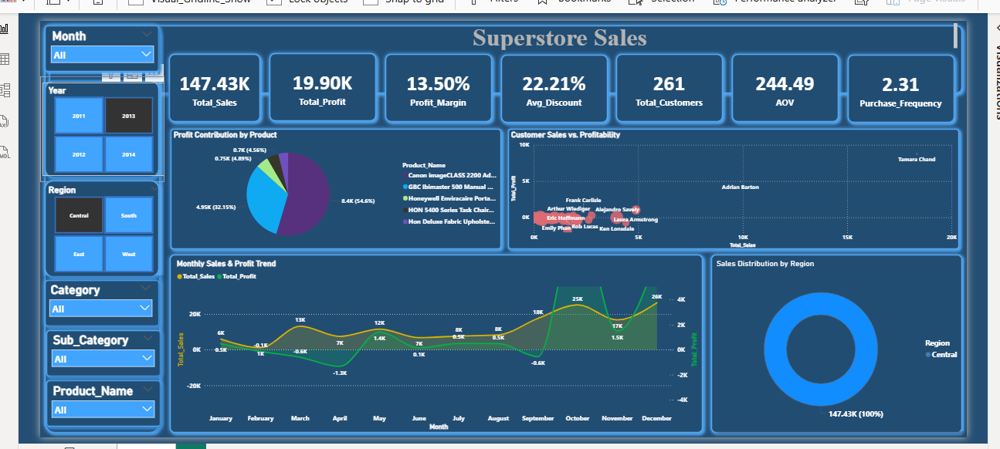 Visual_Gridline_Show Lock objects Snap to grid Filters Bookmarks Selection Performance analyzer Page visuals
Visualizations
Superstore Sales
Month
All
Year
2011 2013
2012 2014
Region
Central South
East West
Category
All
Sub_Category
All
Product_Name
All
147.43K
Total_Sales
19.90K
Total_Profit
13.50%
Profit_Margin
22.21%
Avg_Discount
261
Total_Customers
244.49
AOV
2.31
Purchase_Frequency
Profit Contribution by Product
0.7K (4.56%)
0.75K (4.89%)
4.95K (32.15%)
8.4K (54.6%)
Product_Name
Canon imageCLASS 2200 Ad...
GBC Ibimaster 500 Manual ...
Honeywell Enviracaire Porta...
HON 5400 Series Task Chair...
Hon Deluxe Fabric Upholste...
Customer Sales vs. Profitability
Total_Profit
10K
5K
0K
Tamara Chand
Adrian Barton
Frank Carlisle
Arthur Wiediger Alejandro Savely
Eric Hoffmann Laura Armstrong
Emily Phan Rob Lucas Ken Lonsdale
0K 5K 10K 15K 20K
Total_Sales
Monthly Sales & Profit Trend
Total_Sales Total_Profit
Total_Sales
20K
0K
-20K
6K -0.1K 13K 7K 12K 7K 8K 8K 18K 25K 17K 26K
0.5K 1K -0.6K -1.3K 1.4K 0.1K 0.5K 0.5K -0.6K 1.5K
4K
2K
0K
-2K
-4K
Total_Profit
January February March April May June July August September October November December
Month
Sales Distribution by Region
Region
Central
147.43K (100%)